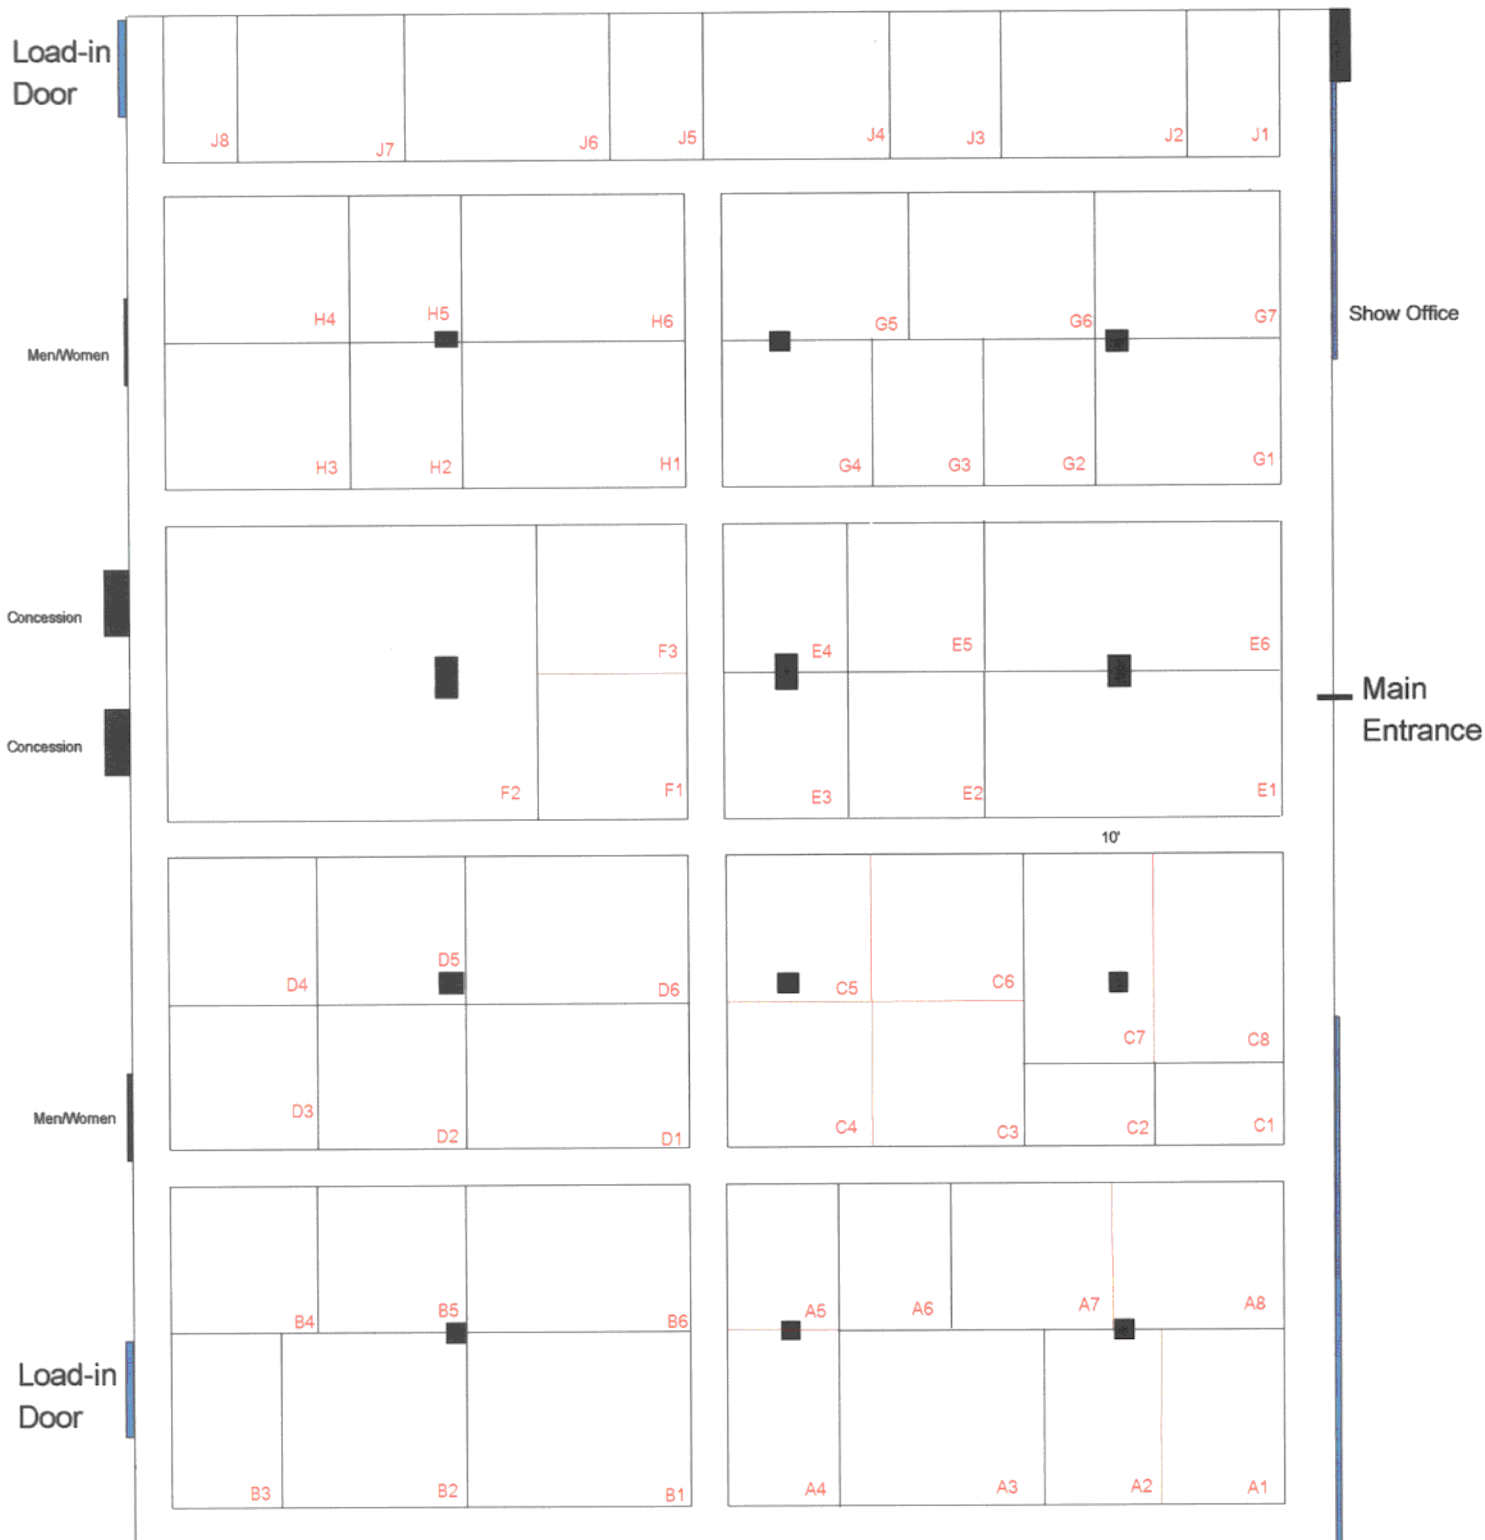 Load-in
Door
J8
J7
J6
J5
J4
J3
J2
J1
H4
H5
H6
G5
G6
G7
Show Office
Men/Women
H3
H2
H1
G4
G3
G2
G1
Concession
F3
E4
E5
E6
Main
Entrance
Concession
F2
F1
E3
E2
E1
10'
D4
D5
D6
C5
C6
C7
C8
Men/Women
D3
D2
D1
C4
C3
C2
C1
B4
B5
B6
A5
A6
A7
A8
Load-in
Door
B3
B2
B1
A4
A3
A2
A1